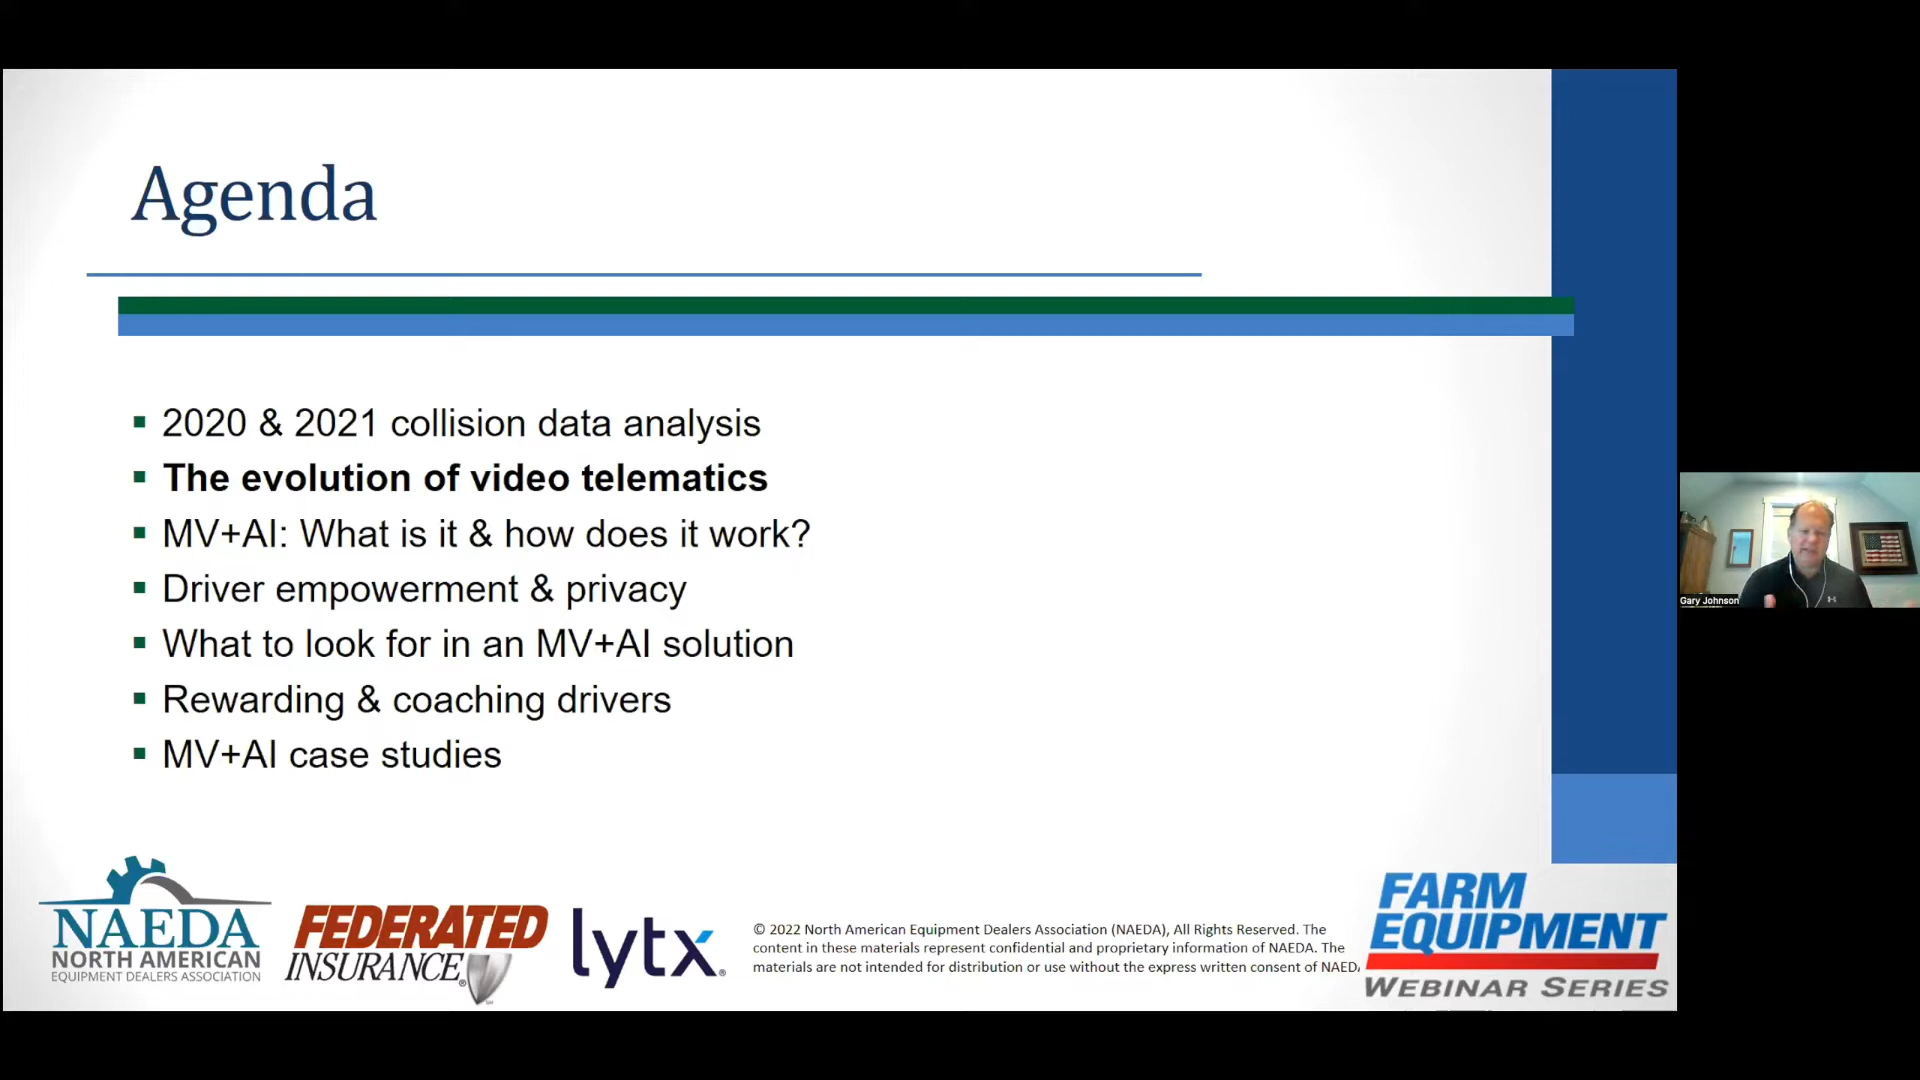 Agenda
2020 & 2021 collision data analysis
The evolution of video telematics
MV+AI: What is it & how does it work?
Driver empowerment & privacy
What to look for in an MV+AI solution
Rewarding & coaching drivers
MV+AI case studies
Gary Johnson
NAEDA
NORTH AMERICAN
EQUIPMENT DEALERS ASSOCIATION
FEDERATED
INSURANCE®
lytx®
© 2022 North American Equipment Dealers Association (NAEDA), All Rights Reserved. The
content in these materials represent confidential and proprietary information of NAEDA. The
materials are not intended for distribution or use without the express written consent of NAED
FARM
EQUIPMENT
WEBINAR SERIES